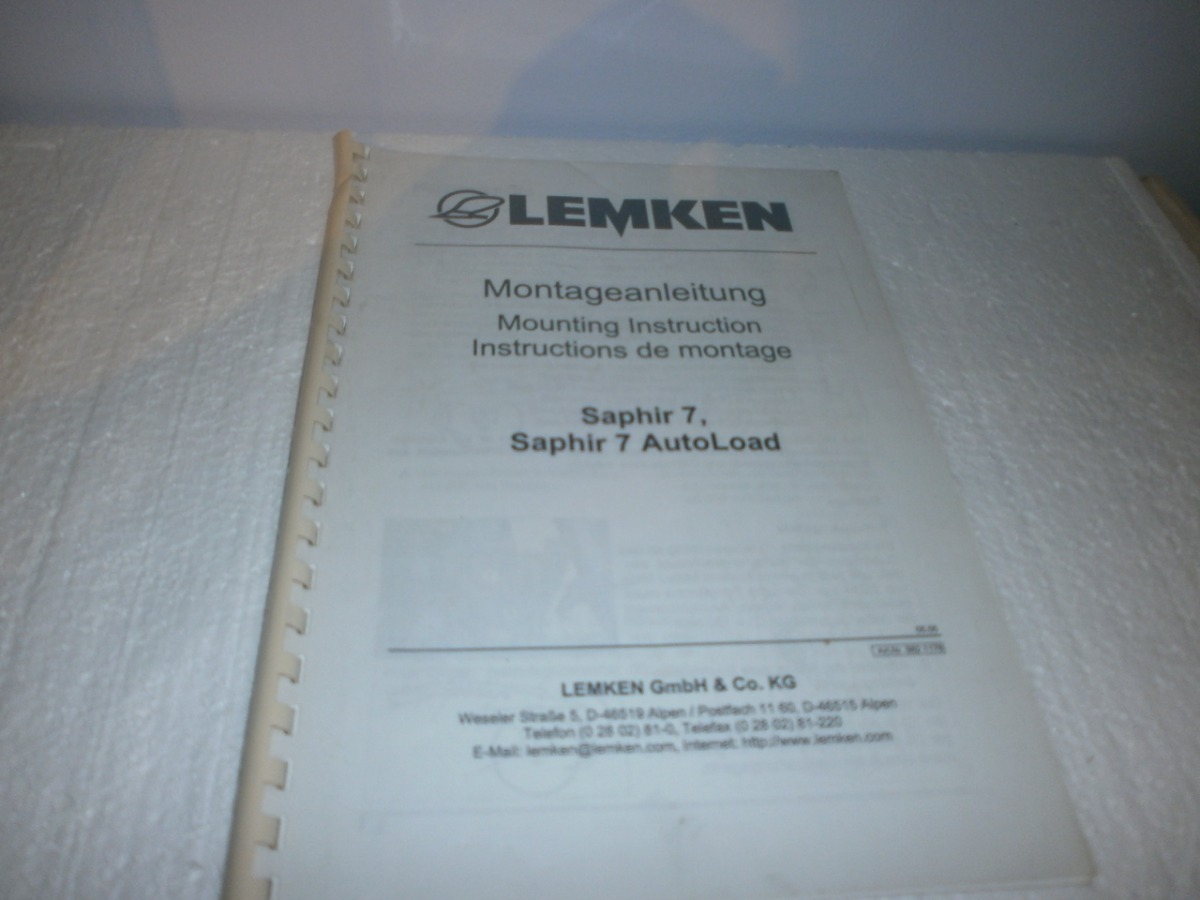 LEMKEN
Montageanleitung
Mounting Instruction
Instructions de montage
Saphir 7,
Saphir 7 AutoLoad
LEMKEN GmbH & Co. KG
Weseler Straße 5, D-46519 Alpen / Postfach 11 60, D-46515 Alpen
Telefon (0 28 02) 81-0, Telefax (0 28 02) 81-220
E-Mail: lemken@lemken.com, Internet: http://www.lemken.com